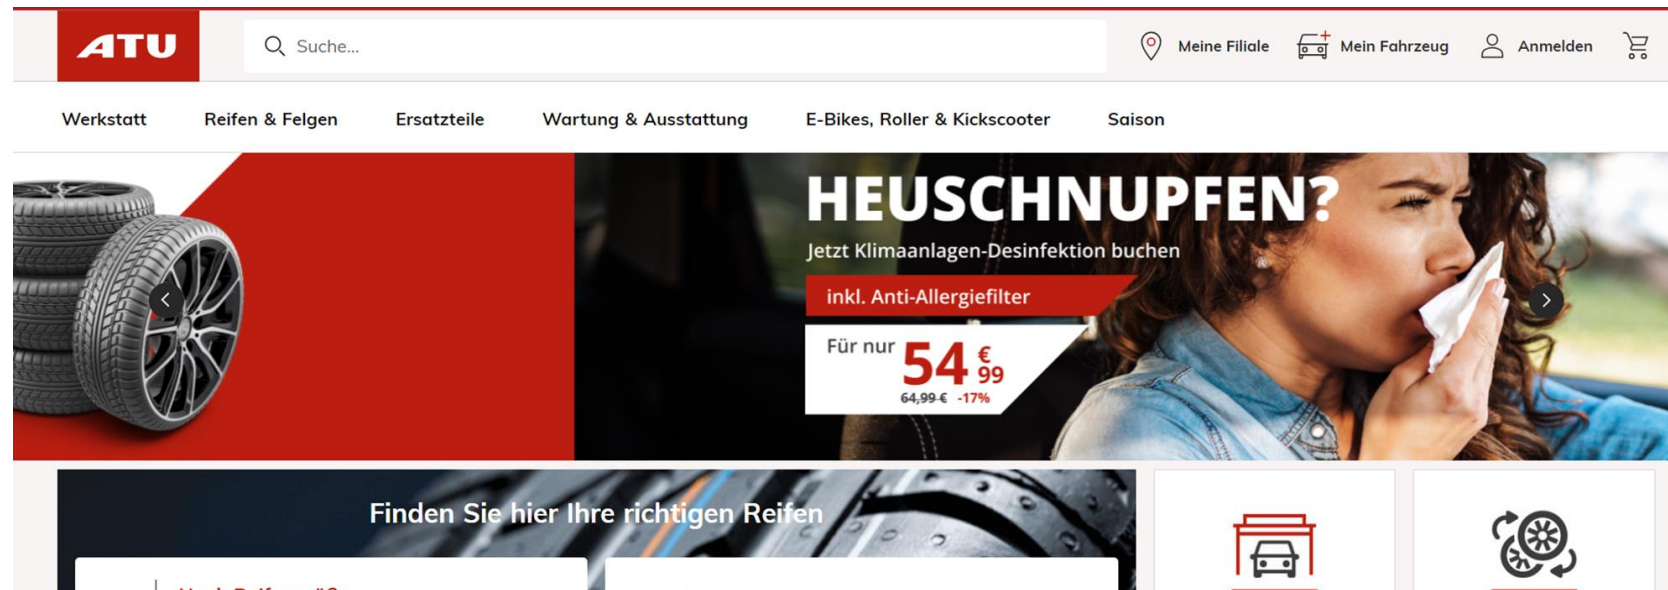 ATU
Suche...
Meine Filiale
Mein Fahrzeug
Anmelden
Werkstatt
Reifen & Felgen
Ersatzteile
Wartung & Ausstattung
E-Bikes, Roller & Kickscooter
Saison
HEUSCHNUPFEN?
Jetzt Klimaanlagen-Desinfektion buchen
inkl. Anti-Allergiefilter
Für nur 54 € 99
64,99 € -17%
Finden Sie hier Ihre richtigen Reifen